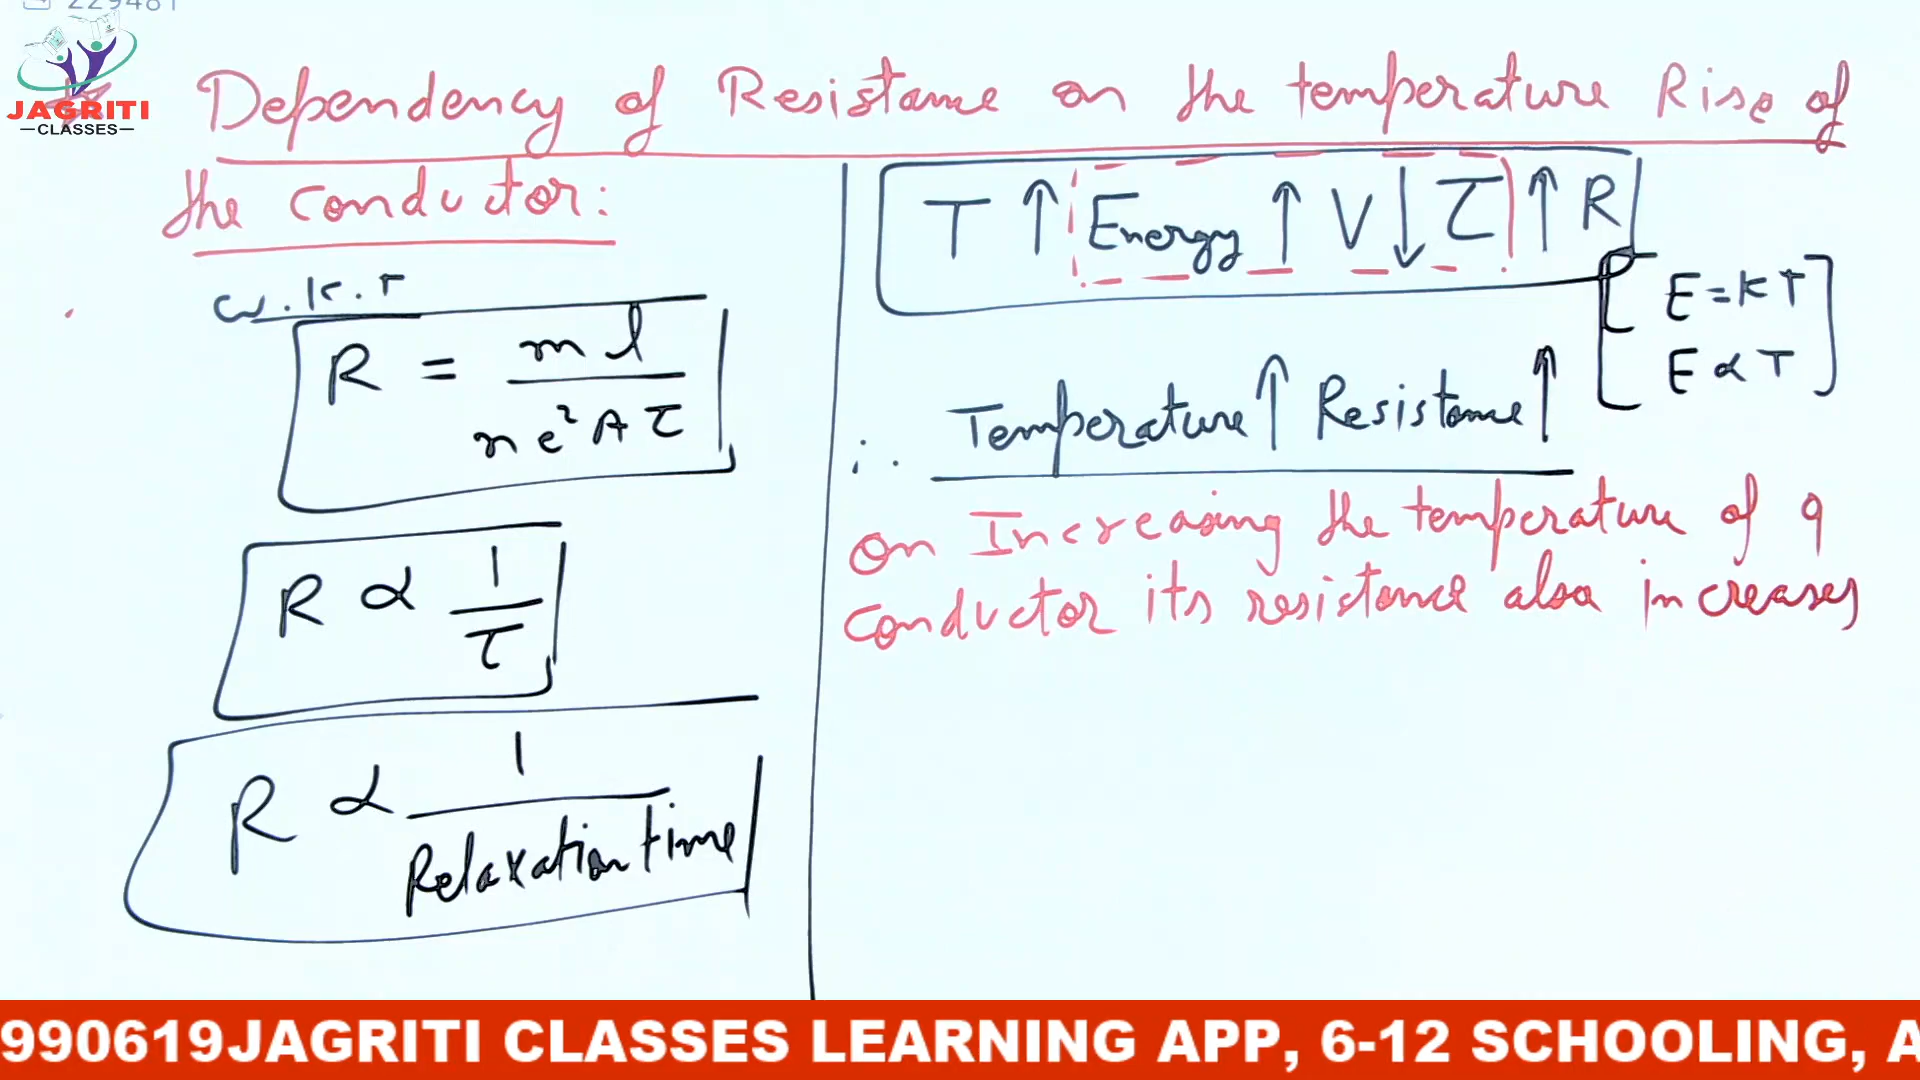 229481
JAGRITI
CLASSES
Dependency of Resistance on the temperature Rise of
the conductor:
w.k.T
R = ml / ne²Aτ
R ∝ 1/τ
R ∝ 1/Relaxation time
T ↑ Energy ↑ V ↓ τ ↑ R
E = KT
E ∝ T
∴ Temperature ↑ Resistance ↑
on Increasing the temperature of a
conductor its resistance also increases
990619JAGRITI CLASSES LEARNING APP, 6-12 SCHOOLING, A